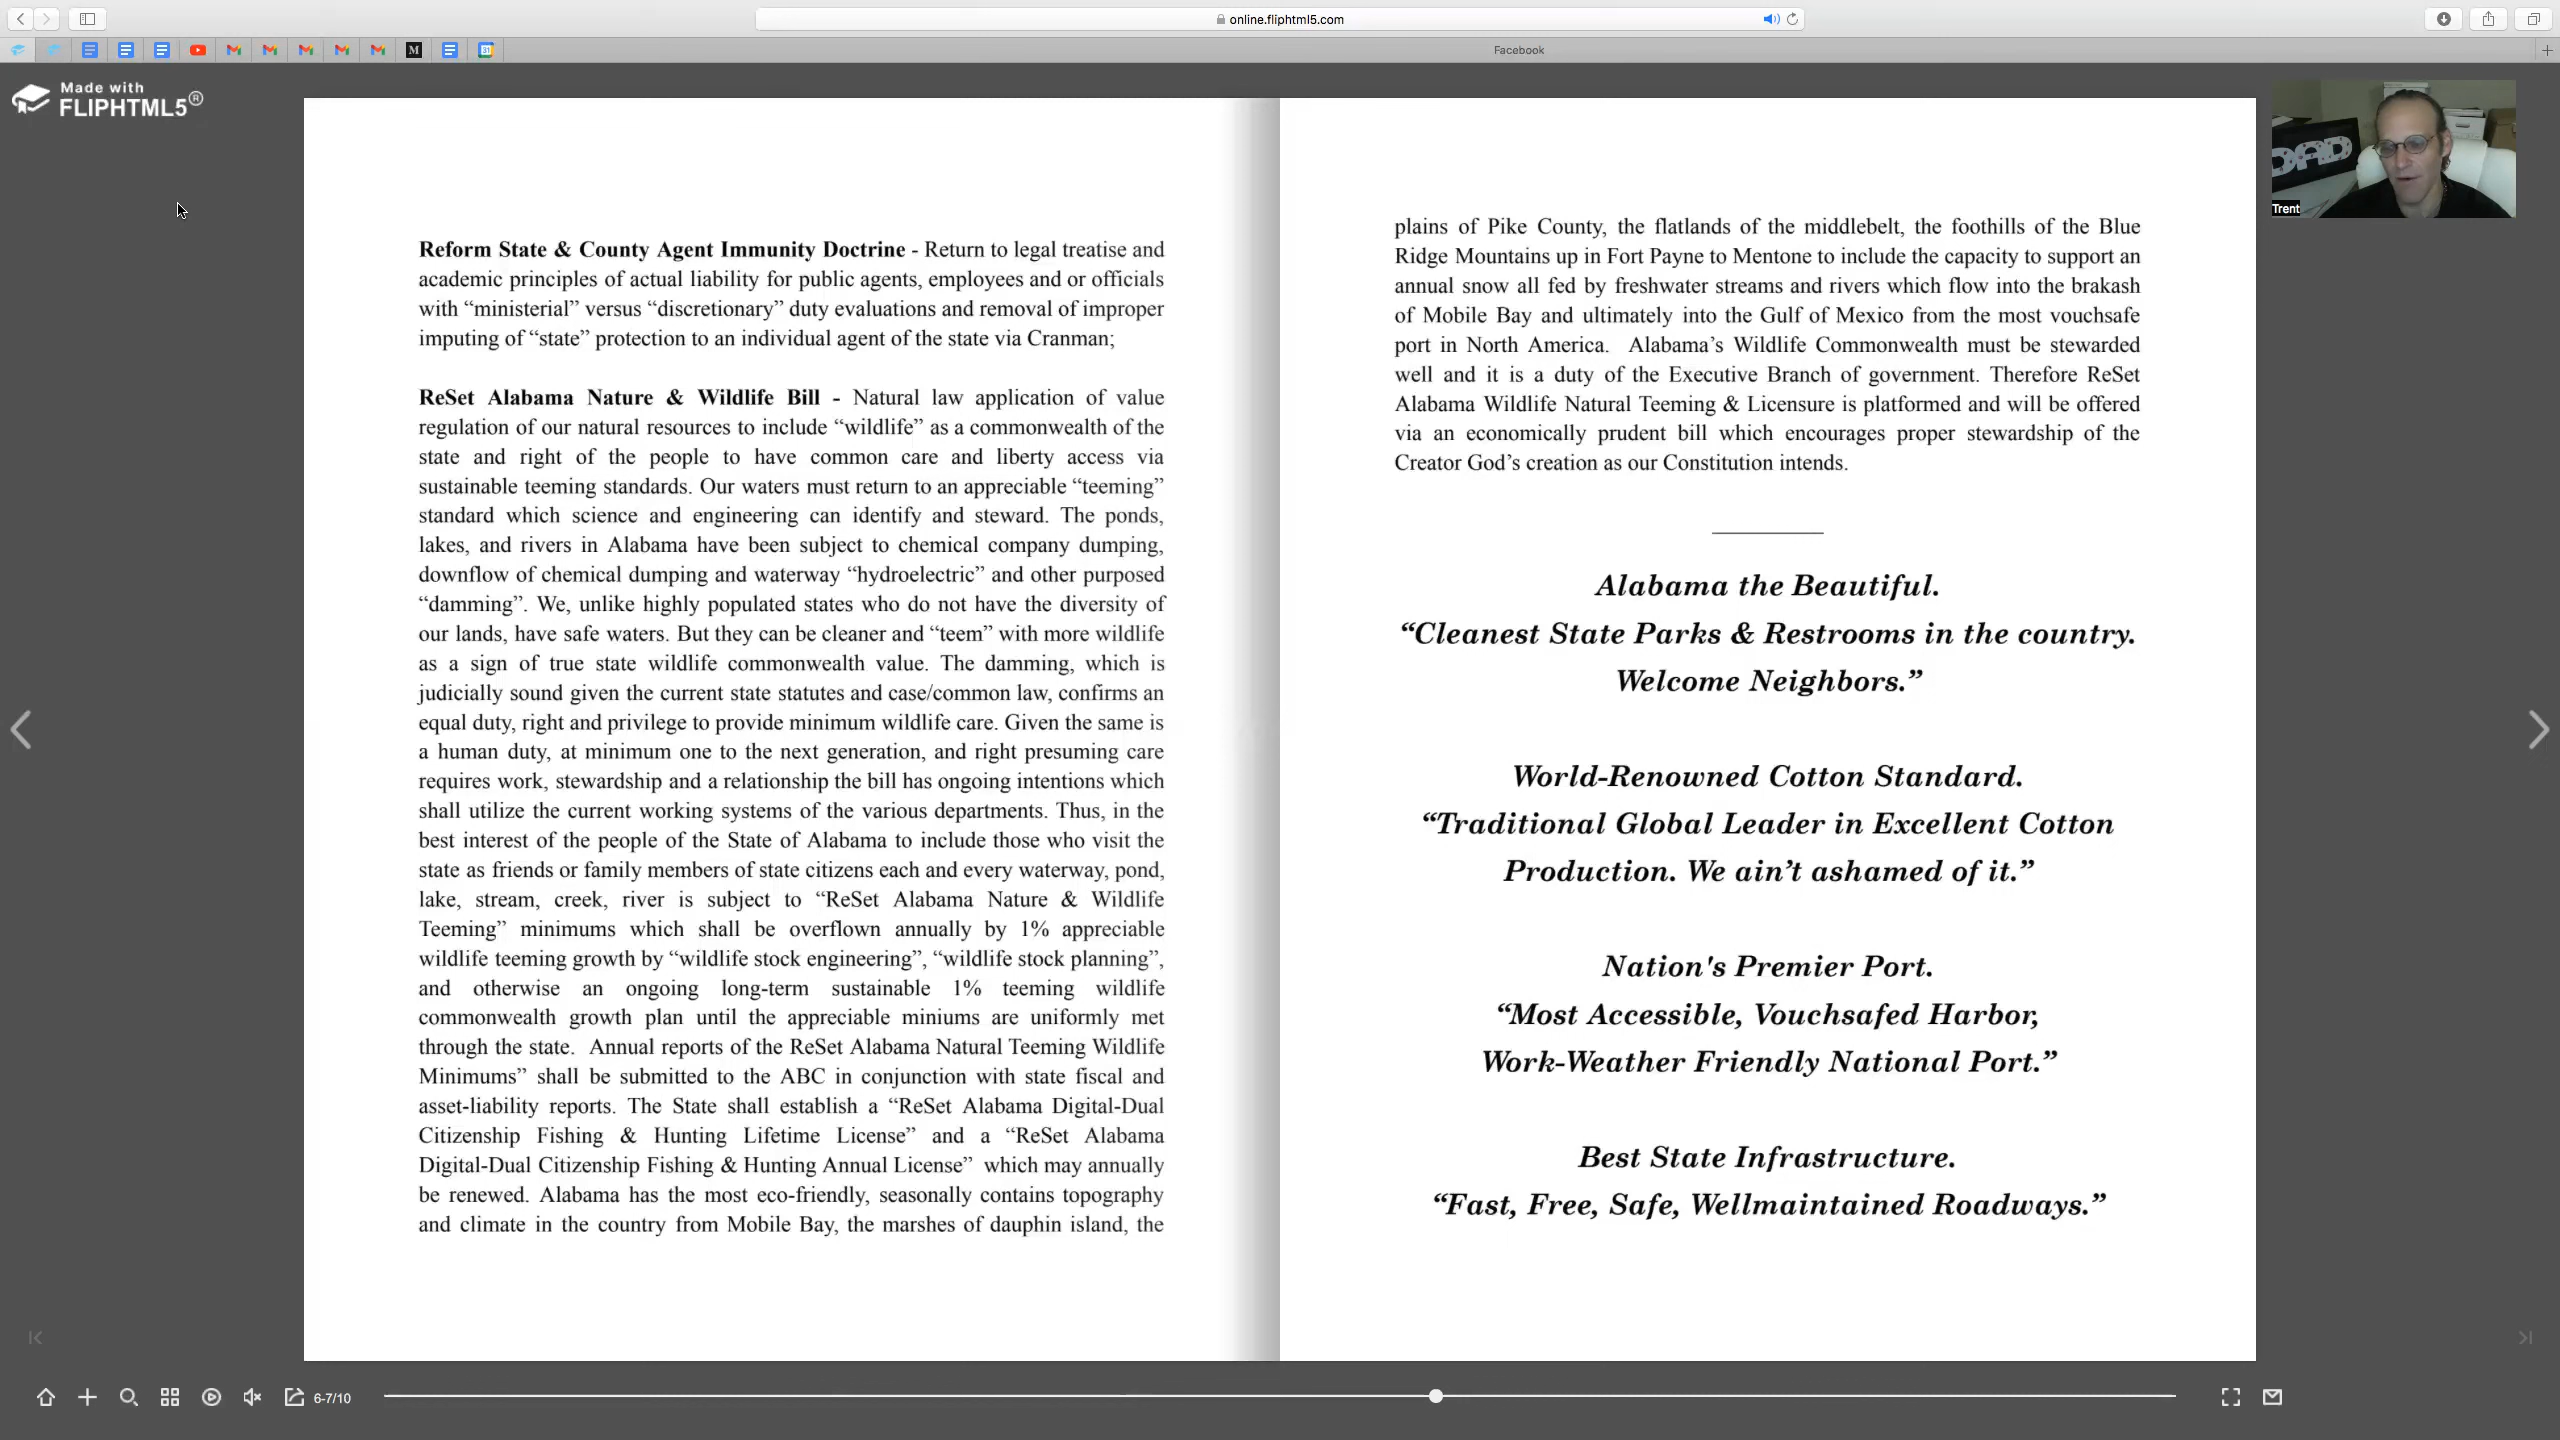 online.fliphtml5.com
M
31
Facebook
Made with
FLIPHTML5®
DAD
Trent
Reform State & County Agent Immunity Doctrine - Return to legal treatise and
academic principles of actual liability for public agents, employees and or officials
with “ministerial” versus “discretionary” duty evaluations and removal of improper
imputing of “state” protection to an individual agent of the state via Cranman;
ReSet Alabama Nature & Wildlife Bill - Natural law application of value
regulation of our natural resources to include “wildlife” as a commonwealth of the
state and right of the people to have common care and liberty access via
sustainable teeming standards. Our waters must return to an appreciable “teeming”
standard which science and engineering can identify and steward. The ponds,
lakes, and rivers in Alabama have been subject to chemical company dumping,
downflow of chemical dumping and waterway “hydroelectric” and other purposed
“damming”. We, unlike highly populated states who do not have the diversity of
our lands, have safe waters. But they can be cleaner and “teem” with more wildlife
as a sign of true state wildlife commonwealth value. The damming, which is
judicially sound given the current state statutes and case/common law, confirms an
equal duty, right and privilege to provide minimum wildlife care. Given the same is
a human duty, at minimum one to the next generation, and right presuming care
requires work, stewardship and a relationship the bill has ongoing intentions which
shall utilize the current working systems of the various departments. Thus, in the
best interest of the people of the State of Alabama to include those who visit the
state as friends or family members of state citizens each and every waterway, pond,
lake, stream, creek, river is subject to “ReSet Alabama Nature & Wildlife
Teeming” minimums which shall be overflown annually by 1% appreciable
wildlife teeming growth by “wildlife stock engineering”, “wildlife stock planning”,
and otherwise an ongoing long-term sustainable 1% teeming wildlife
commonwealth growth plan until the appreciable miniums are uniformly met
through the state. Annual reports of the ReSet Alabama Natural Teeming Wildlife
Minimums” shall be submitted to the ABC in conjunction with state fiscal and
asset-liability reports. The State shall establish a “ReSet Alabama Digital-Dual
Citizenship Fishing & Hunting Lifetime License” and a “ReSet Alabama
Digital-Dual Citizenship Fishing & Hunting Annual License” which may annually
be renewed. Alabama has the most eco-friendly, seasonally contains topography
and climate in the country from Mobile Bay, the marshes of dauphin island, the
plains of Pike County, the flatlands of the middlebelt, the foothills of the Blue
Ridge Mountains up in Fort Payne to Mentone to include the capacity to support an
annual snow all fed by freshwater streams and rivers which flow into the brakash
of Mobile Bay and ultimately into the Gulf of Mexico from the most vouchsafe
port in North America. Alabama’s Wildlife Commonwealth must be stewarded
well and it is a duty of the Executive Branch of government. Therefore ReSet
Alabama Wildlife Natural Teeming & Licensure is platformed and will be offered
via an economically prudent bill which encourages proper stewardship of the
Creator God’s creation as our Constitution intends.
Alabama the Beautiful.
“Cleanest State Parks & Restrooms in the country.
Welcome Neighbors.”
World-Renowned Cotton Standard.
“Traditional Global Leader in Excellent Cotton
Production. We ain’t ashamed of it.”
Nation's Premier Port.
“Most Accessible, Vouchsafed Harbor,
Work-Weather Friendly National Port.”
Best State Infrastructure.
“Fast, Free, Safe, Wellmaintained Roadways.”
6-7/10